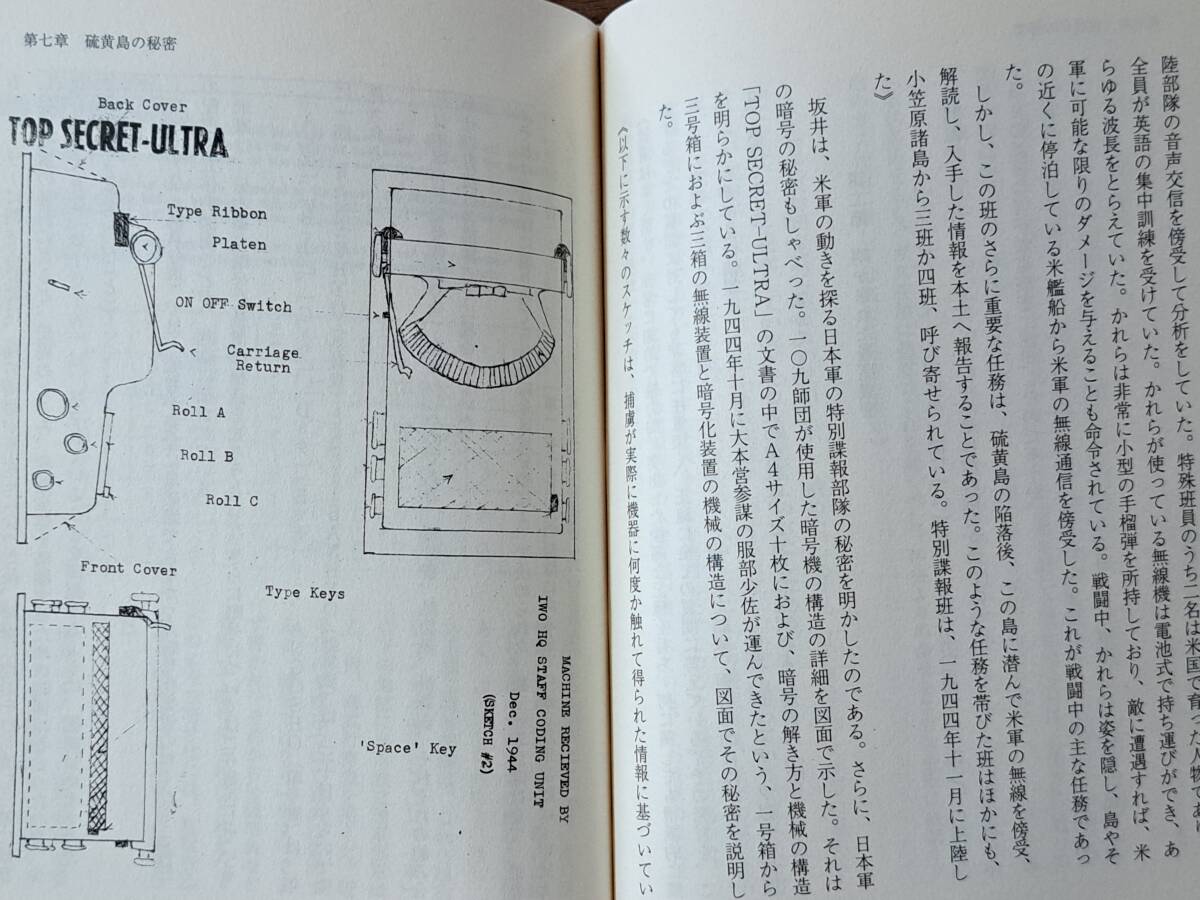 陸部隊の音声交信を傍受して分析をしていた。特殊班員のうち二名は米国で育った人物であり
全員が英語の集中訓練を受けていた。かれらが使っている無線機は電池式で持ち運びができ、あ
らゆる波長をとらえていた。かれらは非常に小型の手榴弾を所持しており、敵に遭遇すれば、米
軍に可能な限りのダメージを与えることも命令されている。戦闘中、かれらは姿を隠し、島やそ
の近くに停泊している米艦船から米軍の無線通信を傍受した。これが戦闘中の主な任務であっ
た。
しかし、この班のさらに重要な任務は、硫黄島の陥落後、この島に潜んで米軍の無線を傍受、
解読し、入手した情報を本土へ報告することであった。このような任務を帯びた班はほかにも、
小笠原諸島から三班か四班、呼び寄せられている。特別諜報班は、一九四四年十一月に上陸し
た》
坂井は、米軍の動きを探る日本軍の特別諜報部隊の秘密を明かしたのである。さらに、日本軍
の暗号の秘密もしゃべった。一〇九師団が使用した暗号機の構造の詳細を図面で示した。それは
「TOP SECRET-ULTRA」の文書の中でA4サイズ十枚におよび、暗号の解き方と機械の構造
を明らかにしている。一九四四年十月に大本営参謀の服部少佐が運んできたという、一号箱から
三号箱におよぶ三箱の無線装置と暗号化装置の機械の構造について、図面でその秘密を説明し
た。
《以下に示す数々のスケッチは、捕虜が実際に機器に何度か触れて得られた情報に基づいてい
第七章 硫黄島の秘密
Back Cover
TOP SECRET-ULTRA
Type Ribbon
Platen
ON OFF Switch
Carriage
Return
Roll A
Roll B
Roll C
Front Cover
Type Keys
'Space' Key
MACHINE RECIEVED BY
IWO HQ STAFF CODING UNIT
Dec. 1944
(SKETCH #2)